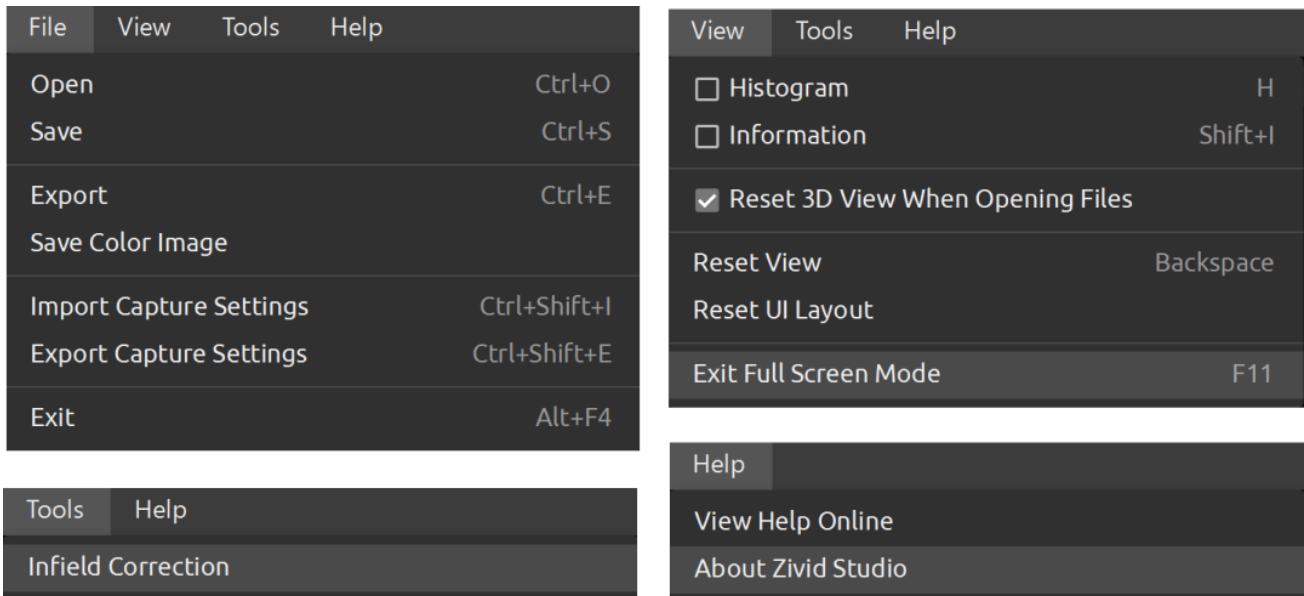 File View Tools Help
Open Ctrl+O
Save Ctrl+S
Export Ctrl+E
Save Color Image
Import Capture Settings Ctrl+Shift+I
Export Capture Settings Ctrl+Shift+E
Exit Alt+F4
View Tools Help
Histogram H
Information Shift+I
Reset 3D View When Opening Files
Reset View Backspace
Reset UI Layout
Exit Full Screen Mode F11
Tools Help
Infield Correction
Help
View Help Online
About Zivid Studio